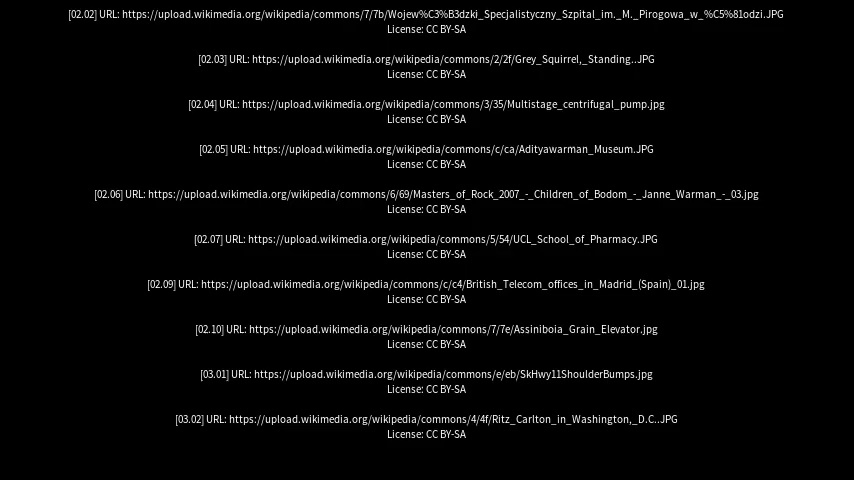 [02.02] URL: https://upload.wikimedia.org/wikipedia/commons/7/7b/Wojew%C3%B3dzki_Specjalistyczny_Szpital_im._M._Pirogowa_w_%C5%81odzi.JPG
License: CC BY-SA
[02.03] URL: https://upload.wikimedia.org/wikipedia/commons/2/2f/Grey_Squirrel,_Standing..JPG
License: CC BY-SA
[02.04] URL: https://upload.wikimedia.org/wikipedia/commons/3/35/Multistage_centrifugal_pump.jpg
License: CC BY-SA
[02.05] URL: https://upload.wikimedia.org/wikipedia/commons/c/ca/Adityawarman_Museum.JPG
License: CC BY-SA
[02.06] URL: https://upload.wikimedia.org/wikipedia/commons/6/69/Masters_of_Rock_2007_-_Children_of_Bodom_-_Janne_Warman_-_03.jpg
License: CC BY-SA
[02.07] URL: https://upload.wikimedia.org/wikipedia/commons/5/54/UCL_School_of_Pharmacy.JPG
License: CC BY-SA
[02.09] URL: https://upload.wikimedia.org/wikipedia/commons/c/c4/British_Telecom_offices_in_Madrid_(Spain)_01.jpg
License: CC BY-SA
[02.10] URL: https://upload.wikimedia.org/wikipedia/commons/7/7e/Assiniboia_Grain_Elevator.jpg
License: CC BY-SA
[03.01] URL: https://upload.wikimedia.org/wikipedia/commons/e/eb/SkHwy11ShoulderBumps.jpg
License: CC BY-SA
[03.02] URL: https://upload.wikimedia.org/wikipedia/commons/4/4f/Ritz_Carlton_in_Washington,_D.C..JPG
License: CC BY-SA